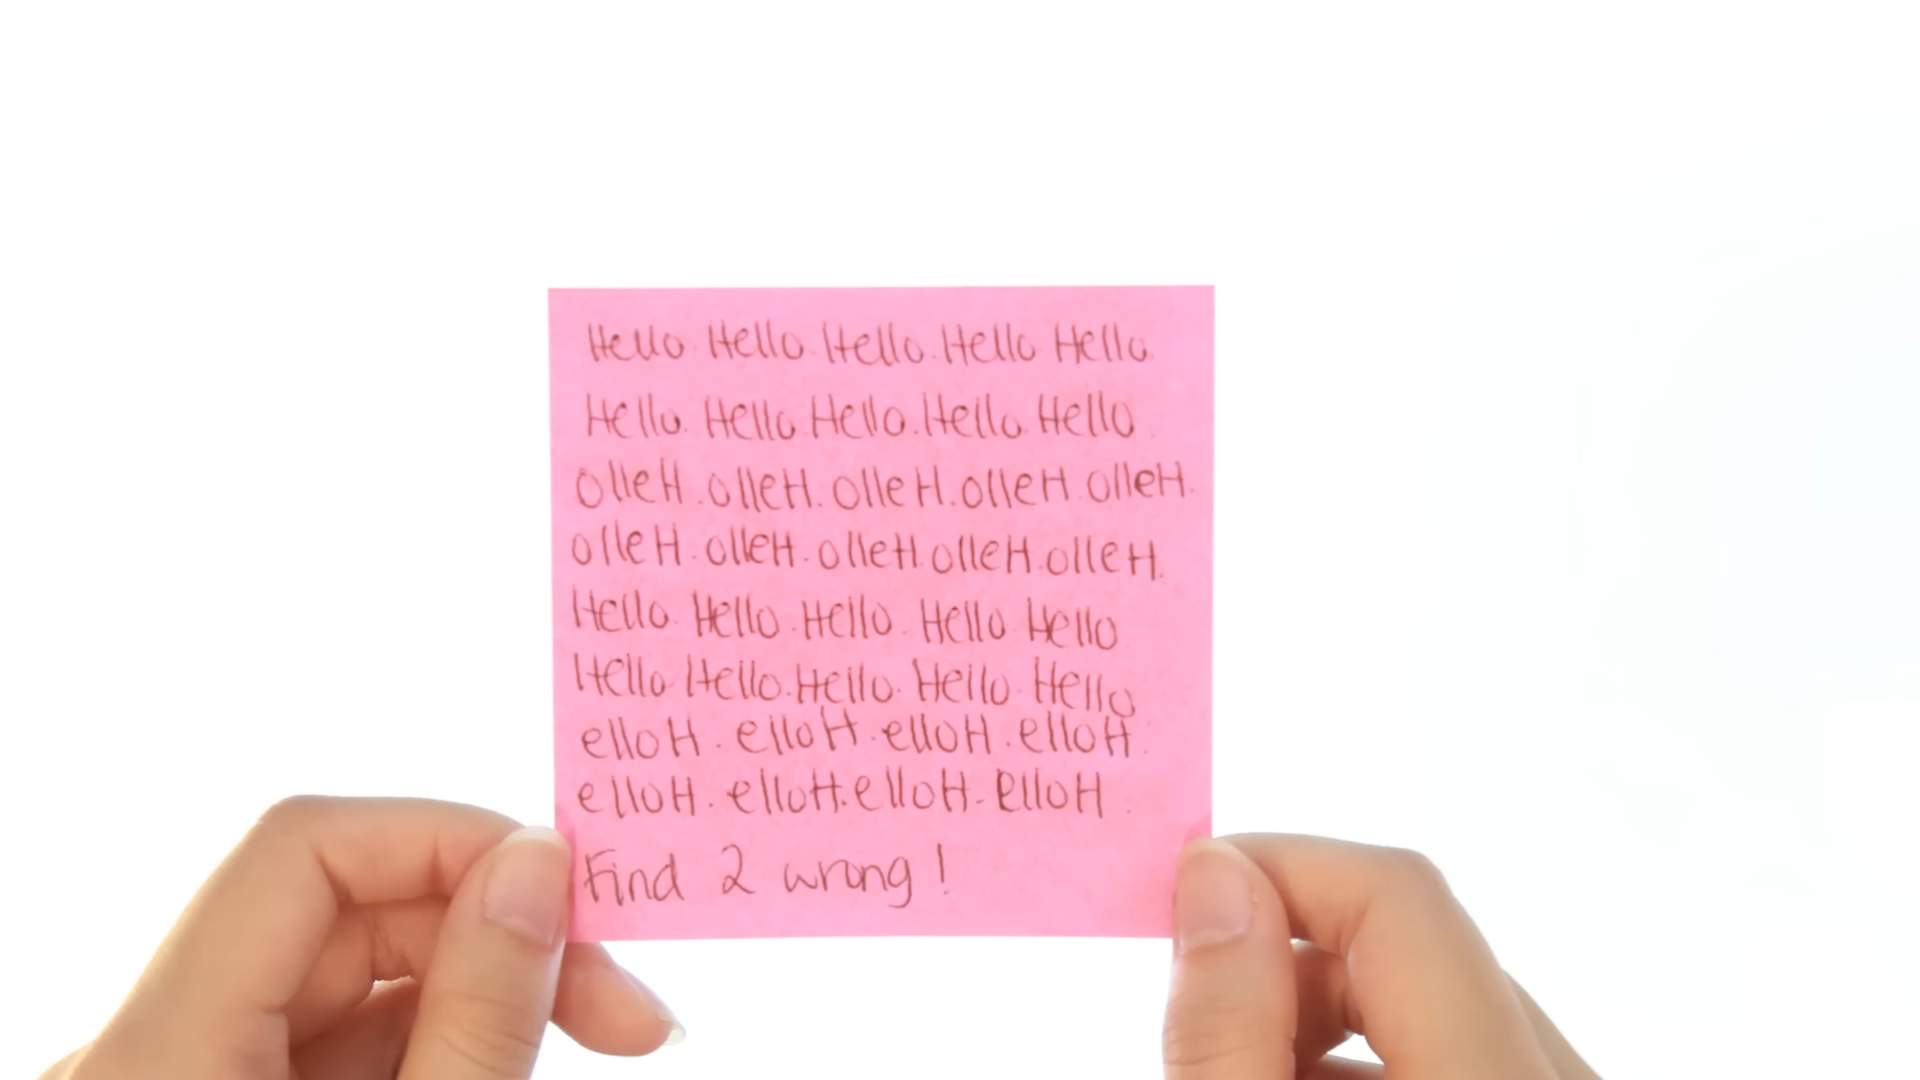 Hello. Hello. Hello. Hello Hello.
Hello. Hello Hello. Hello. Hello.
olleH. olleH. olleH. olleH. olleH.
olleH. olleH. olleH. olleH. olleH.
Hello. Hello. Hello. Hello Hello
Hello Hello. Hello. Hello. Hello
elloH. elloH. elloH. elloH.
elloH. elloH. elloH. elloH.
Find 2 wrong!